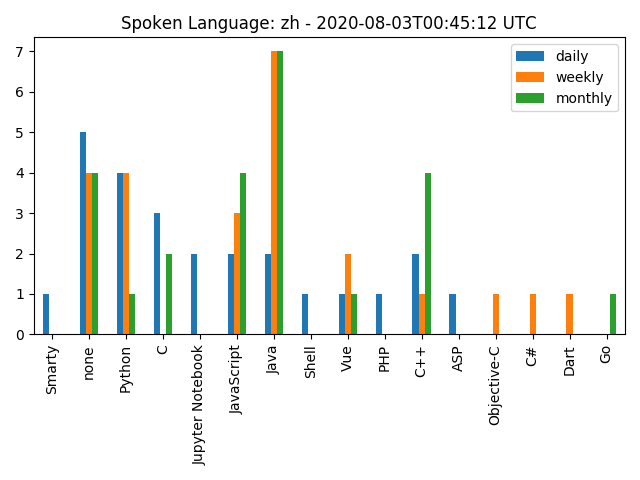 Spoken Language: zh - 2020-08-03T00:45:12 UTC
daily
weekly
monthly
7
6
5
4
3
2
1
0
Smarty
none
Python
C
Jupyter Notebook
JavaScript
Java
Shell
Vue
PHP
C++
ASP
Objective-C
C#
Dart
Go